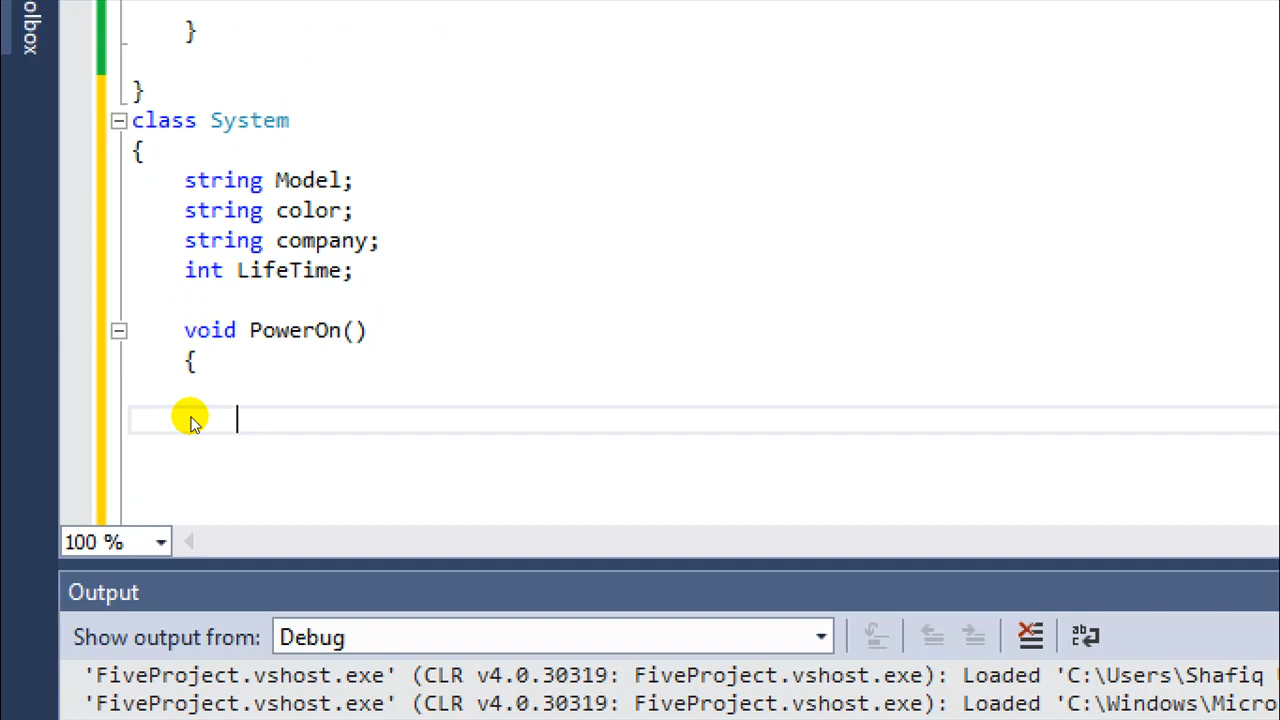 olbox
}
}
class System
{
string Model;
string color;
string company;
int LifeTime;
void PowerOn()
{
100 %
Output
Show output from: Debug
'FiveProject.vshost.exe' (CLR v4.0.30319: FiveProject.vshost.exe): Loaded 'C:\Users\Shafiq
'FiveProject.vshost.exe' (CLR v4.0.30319: FiveProject.vshost.exe): Loaded 'C:\Windows\Micro